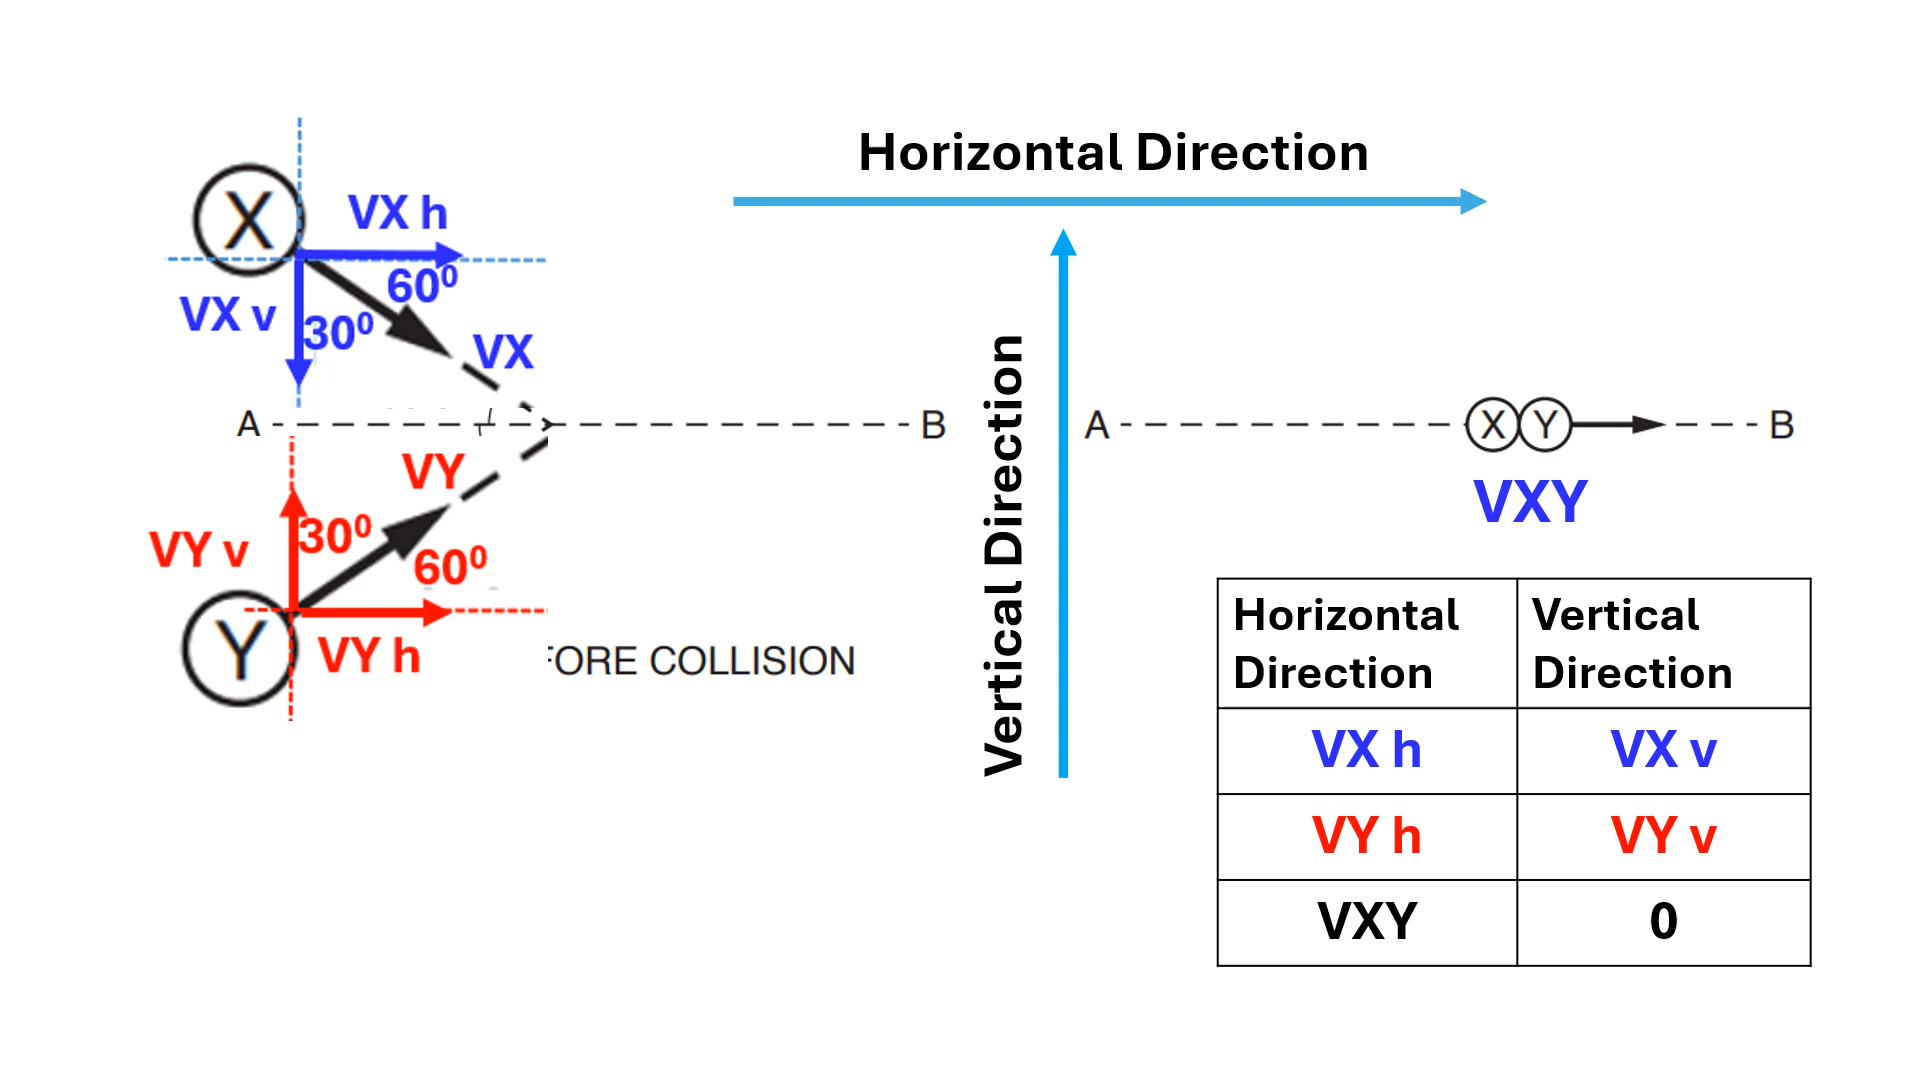 Horizontal Direction
X
VX h
60⁰
VX v
30⁰
VX
A
B
VY
VY v
30⁰
60⁰
Y
VY h
FORE COLLISION
Vertical Direction
A
X Y
B
VXY
Horizontal Direction
Vertical Direction
VX h
VX v
VY h
VY v
VXY
0